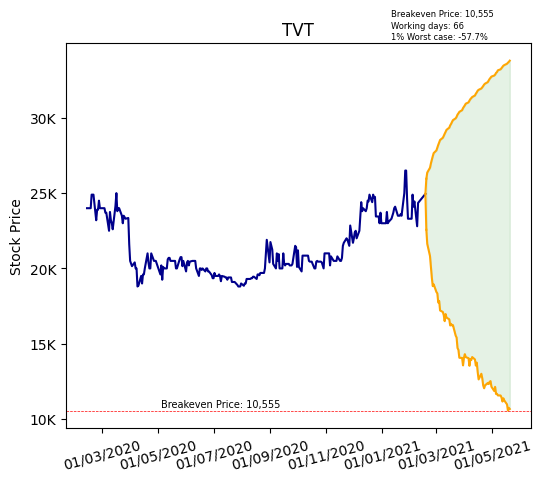 Breakeven Price: 10,555
Working days: 66
1% Worst case: -57.7%
TVT
Stock Price
30K
25K
20K
15K
10K
Breakeven Price: 10,555
01/03/2020
01/05/2020
01/07/2020
01/09/2020
01/11/2020
01/01/2021
01/03/2021
01/05/2021